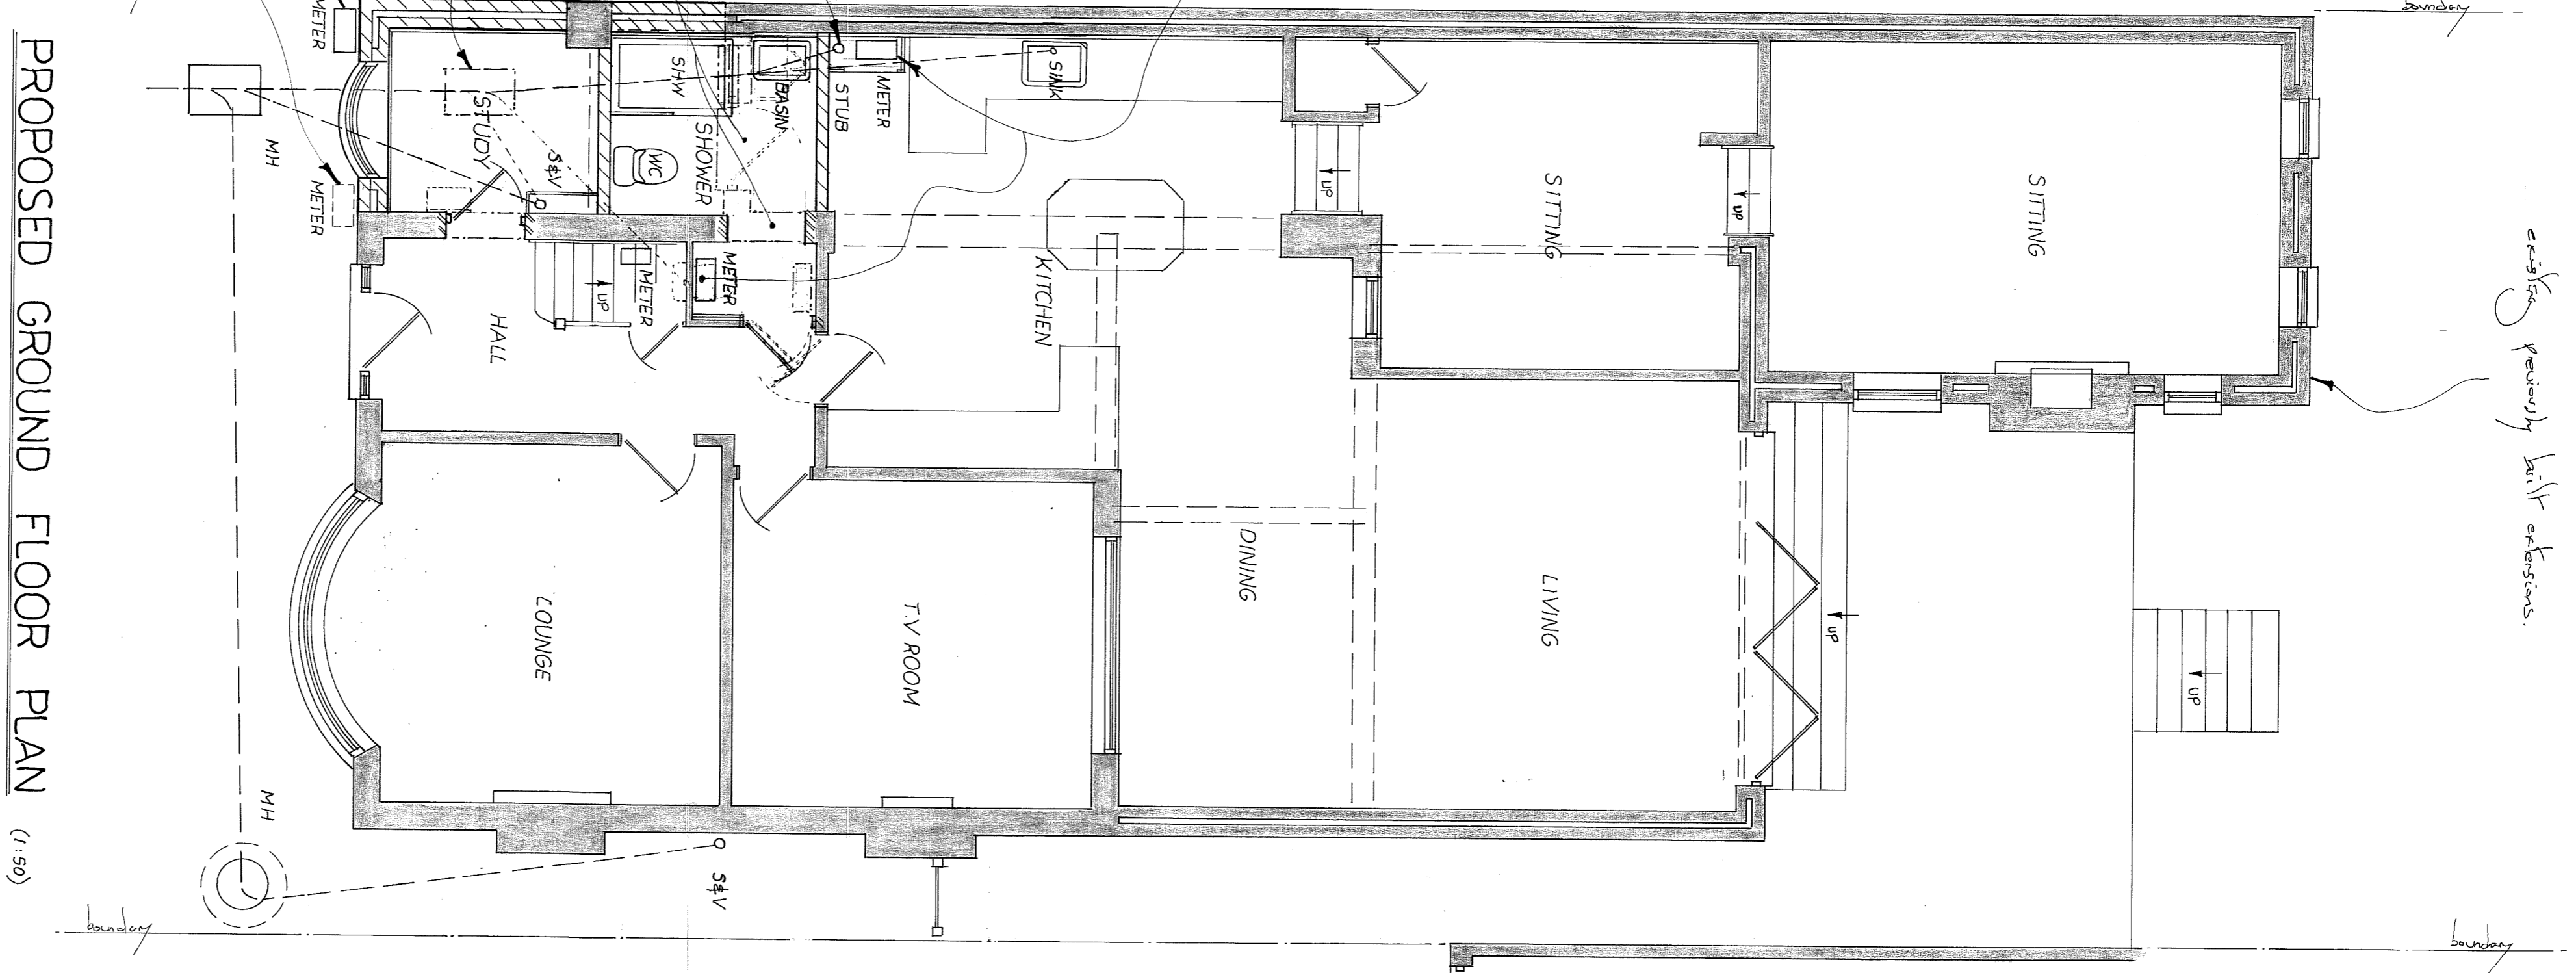 PROPOSED GROUND FLOOR PLAN (1:50)
existing previously built extensions.
boundary
boundary
boundary
METER
METER
MH
MH
STUDY
S&V
SHW
WC
SHOWER
BASIN
STUB
METER
SINK
METER
METER
UP
HALL
KITCHEN
UP
SITTING
UP
SITTING
LOUNGE
T.V ROOM
DINING
LIVING
UP
UP
S&V